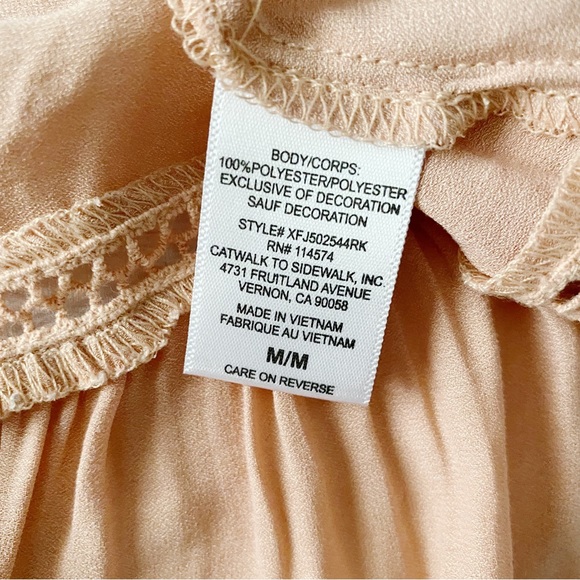 BODY/CORPS:
100%POLYESTER/POLYESTER
EXCLUSIVE OF DECORATION
SAUF DECORATION
STYLE# XFJ502544RK
RN# 114574
CATWALK TO SIDEWALK, INC.
4731 FRUITLAND AVENUE
VERNON, CA 90058
MADE IN VIETNAM
FABRIQUE AU VIETNAM
M/M
CARE ON REVERSE